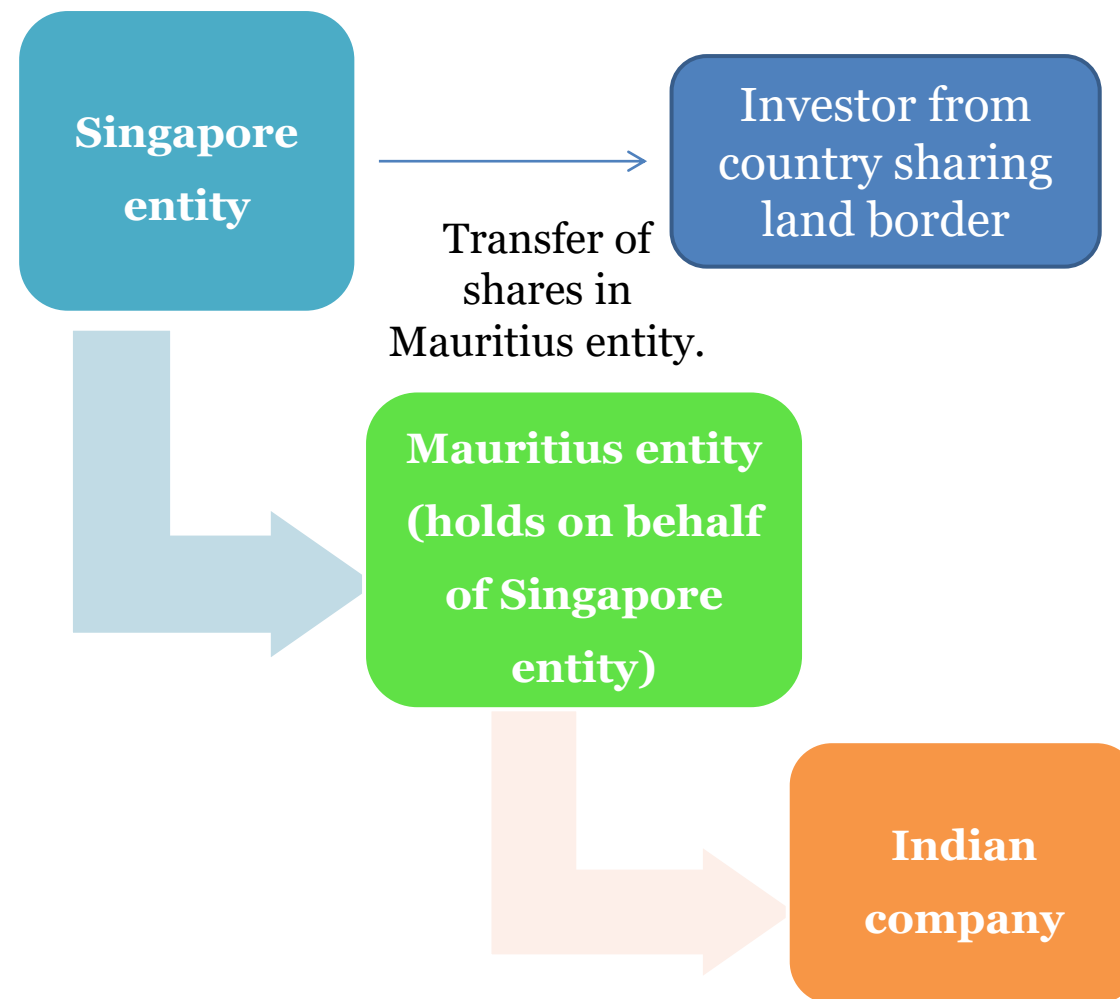 Singapore
entity
Investor from
country sharing
land border
Transfer of
shares in
Mauritius entity.
Mauritius entity
(holds on behalf
of Singapore
entity)
Indian
company